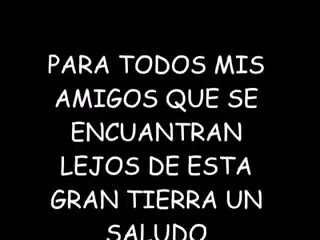 PARA TODOS MIS
AMIGOS QUE SE
ENCUANTRAN
LEJOS DE ESTA
GRAN TIERRA UN
SALUDO